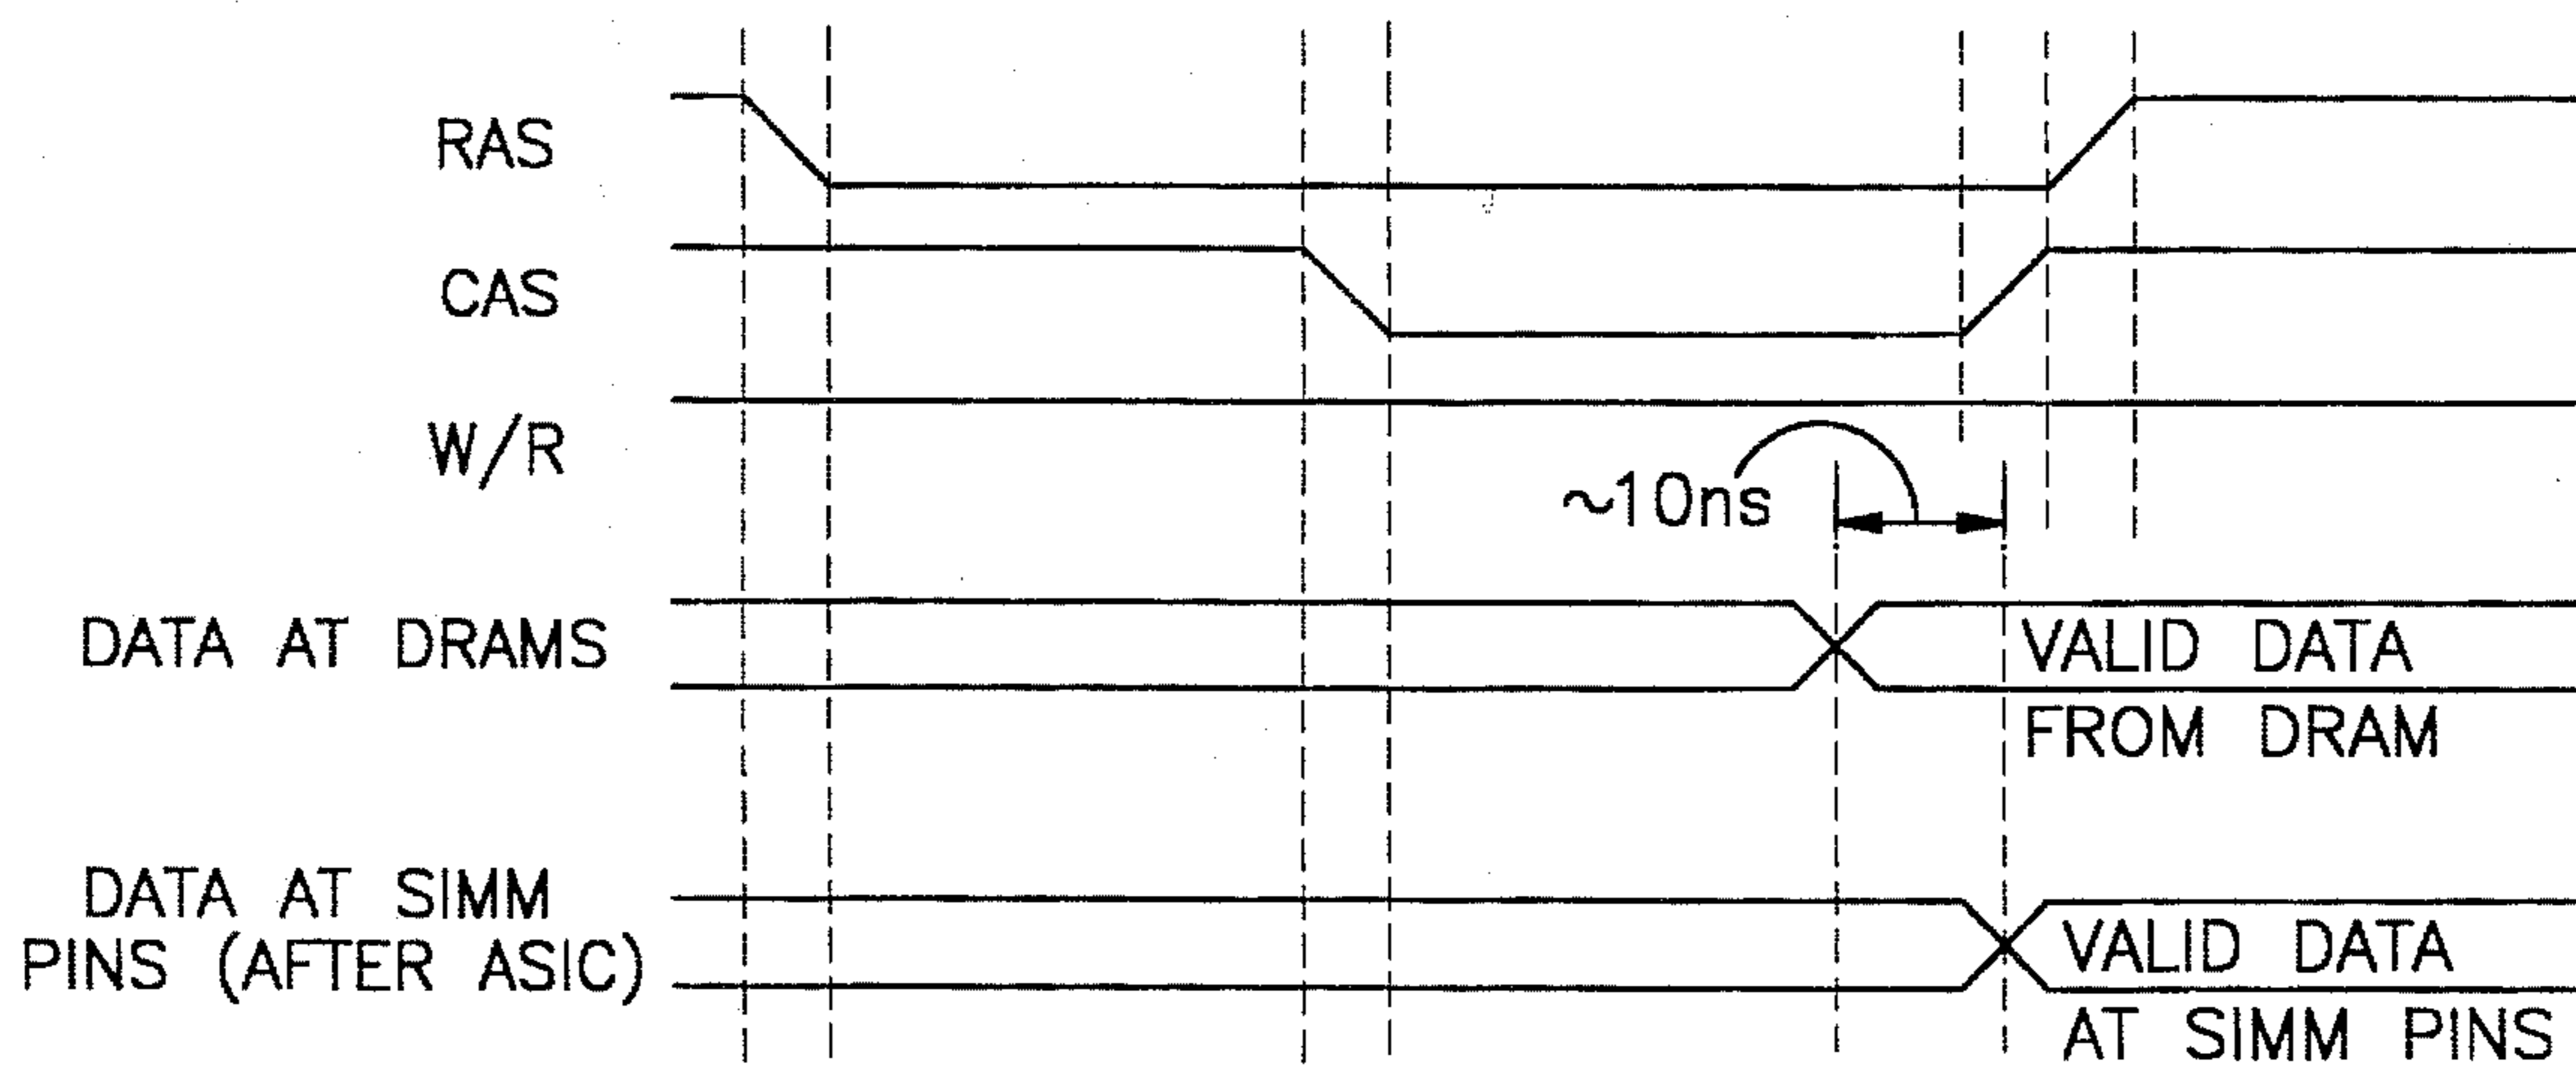 RAS
CAS
W/R
~10ns
DATA AT DRAMS
VALID DATA
FROM DRAM
DATA AT SIMM
PINS (AFTER ASIC)
VALID DATA
AT SIMM PINS